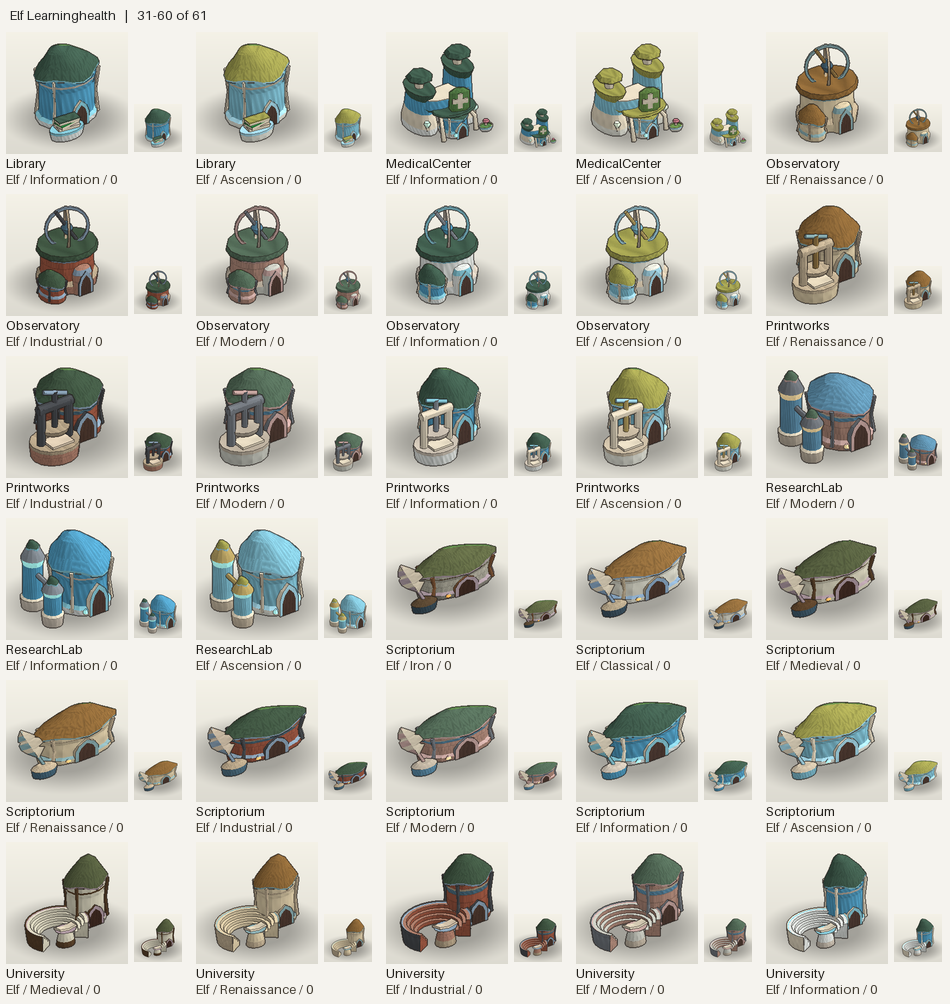 Elf Learninghealth | 31-60 of 61
Library
Elf / Information / 0
Library
Elf / Ascension / 0
MedicalCenter
Elf / Information / 0
MedicalCenter
Elf / Ascension / 0
Observatory
Elf / Renaissance / 0
Observatory
Elf / Industrial / 0
Observatory
Elf / Modern / 0
Observatory
Elf / Information / 0
Observatory
Elf / Ascension / 0
Printworks
Elf / Renaissance / 0
Printworks
Elf / Industrial / 0
Printworks
Elf / Modern / 0
Printworks
Elf / Information / 0
Printworks
Elf / Ascension / 0
ResearchLab
Elf / Modern / 0
ResearchLab
Elf / Information / 0
ResearchLab
Elf / Ascension / 0
Scriptorium
Elf / Iron / 0
Scriptorium
Elf / Classical / 0
Scriptorium
Elf / Medieval / 0
Scriptorium
Elf / Renaissance / 0
Scriptorium
Elf / Industrial / 0
Scriptorium
Elf / Modern / 0
Scriptorium
Elf / Information / 0
Scriptorium
Elf / Ascension / 0
University
Elf / Medieval / 0
University
Elf / Renaissance / 0
University
Elf / Industrial / 0
University
Elf / Modern / 0
University
Elf / Information / 0